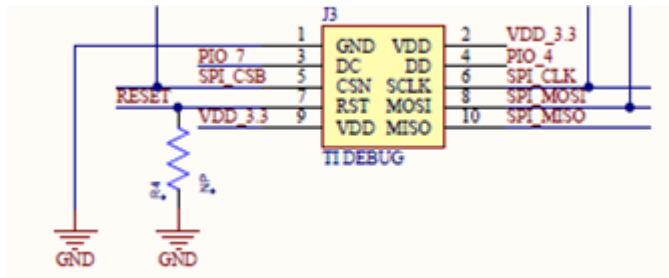 J3
1 GND VDD 2 VDD_3.3
PIO_7 3 DC DD 4 PIO_4
SPI_CSB 5 CSN SCLK 6 SPI_CLK
RESET 7 RST MOSI 8 SPI_MOSI
VDD_3.3 9 VDD MISO 10 SPI_MISO
TI DEBUG
R4 NP
GND GND